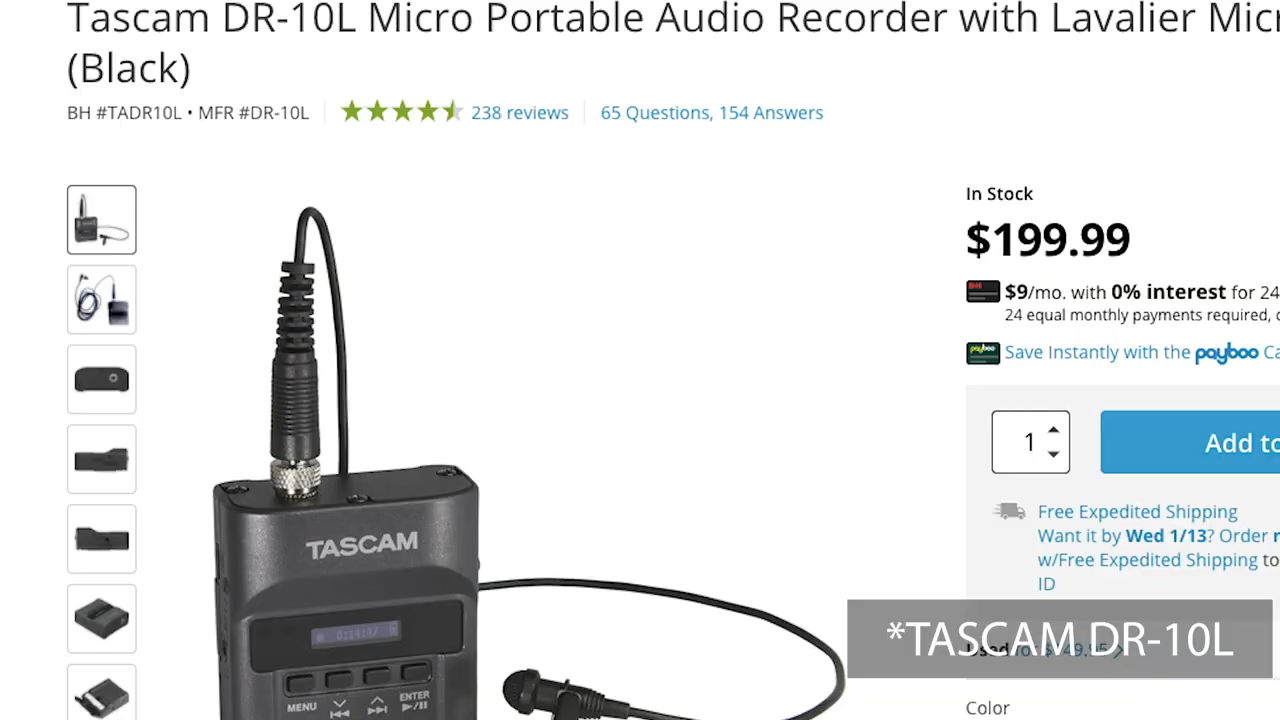 Tascam DR-10L Micro Portable Audio Recorder with Lavalier Micr
(Black)
BH #TADR10L • MFR #DR-10L
238 reviews
65 Questions, 154 Answers
In Stock
$199.99
$9/mo. with 0% interest for 24
24 equal monthly payments required,
payboo
Save Instantly with the payboo Ca
1
Add to
Free Expedited Shipping
Want it by Wed 1/13? Order
w/Free Expedited Shipping to
ID
*TASCAM DR-10L
Color
TASCAM
MENU
ENTER